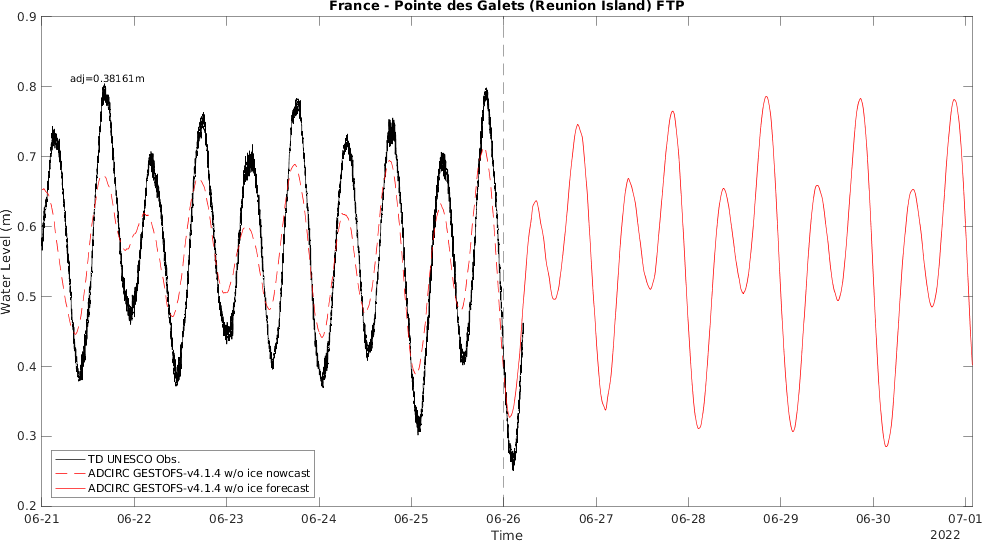 France - Pointe des Galets (Reunion Island) FTP
0.9
0.8
0.7
0.6
0.5
0.4
0.3
0.2
Water Level (m)
adj=0.38161m
TD UNESCO Obs.
ADCIRC GESTOFS-v4.1.4 w/o ice nowcast
ADCIRC GESTOFS-v4.1.4 w/o ice forecast
06-21 06-22 06-23 06-24 06-25 06-26 06-27 06-28 06-29 06-30 07-01
Time
2022